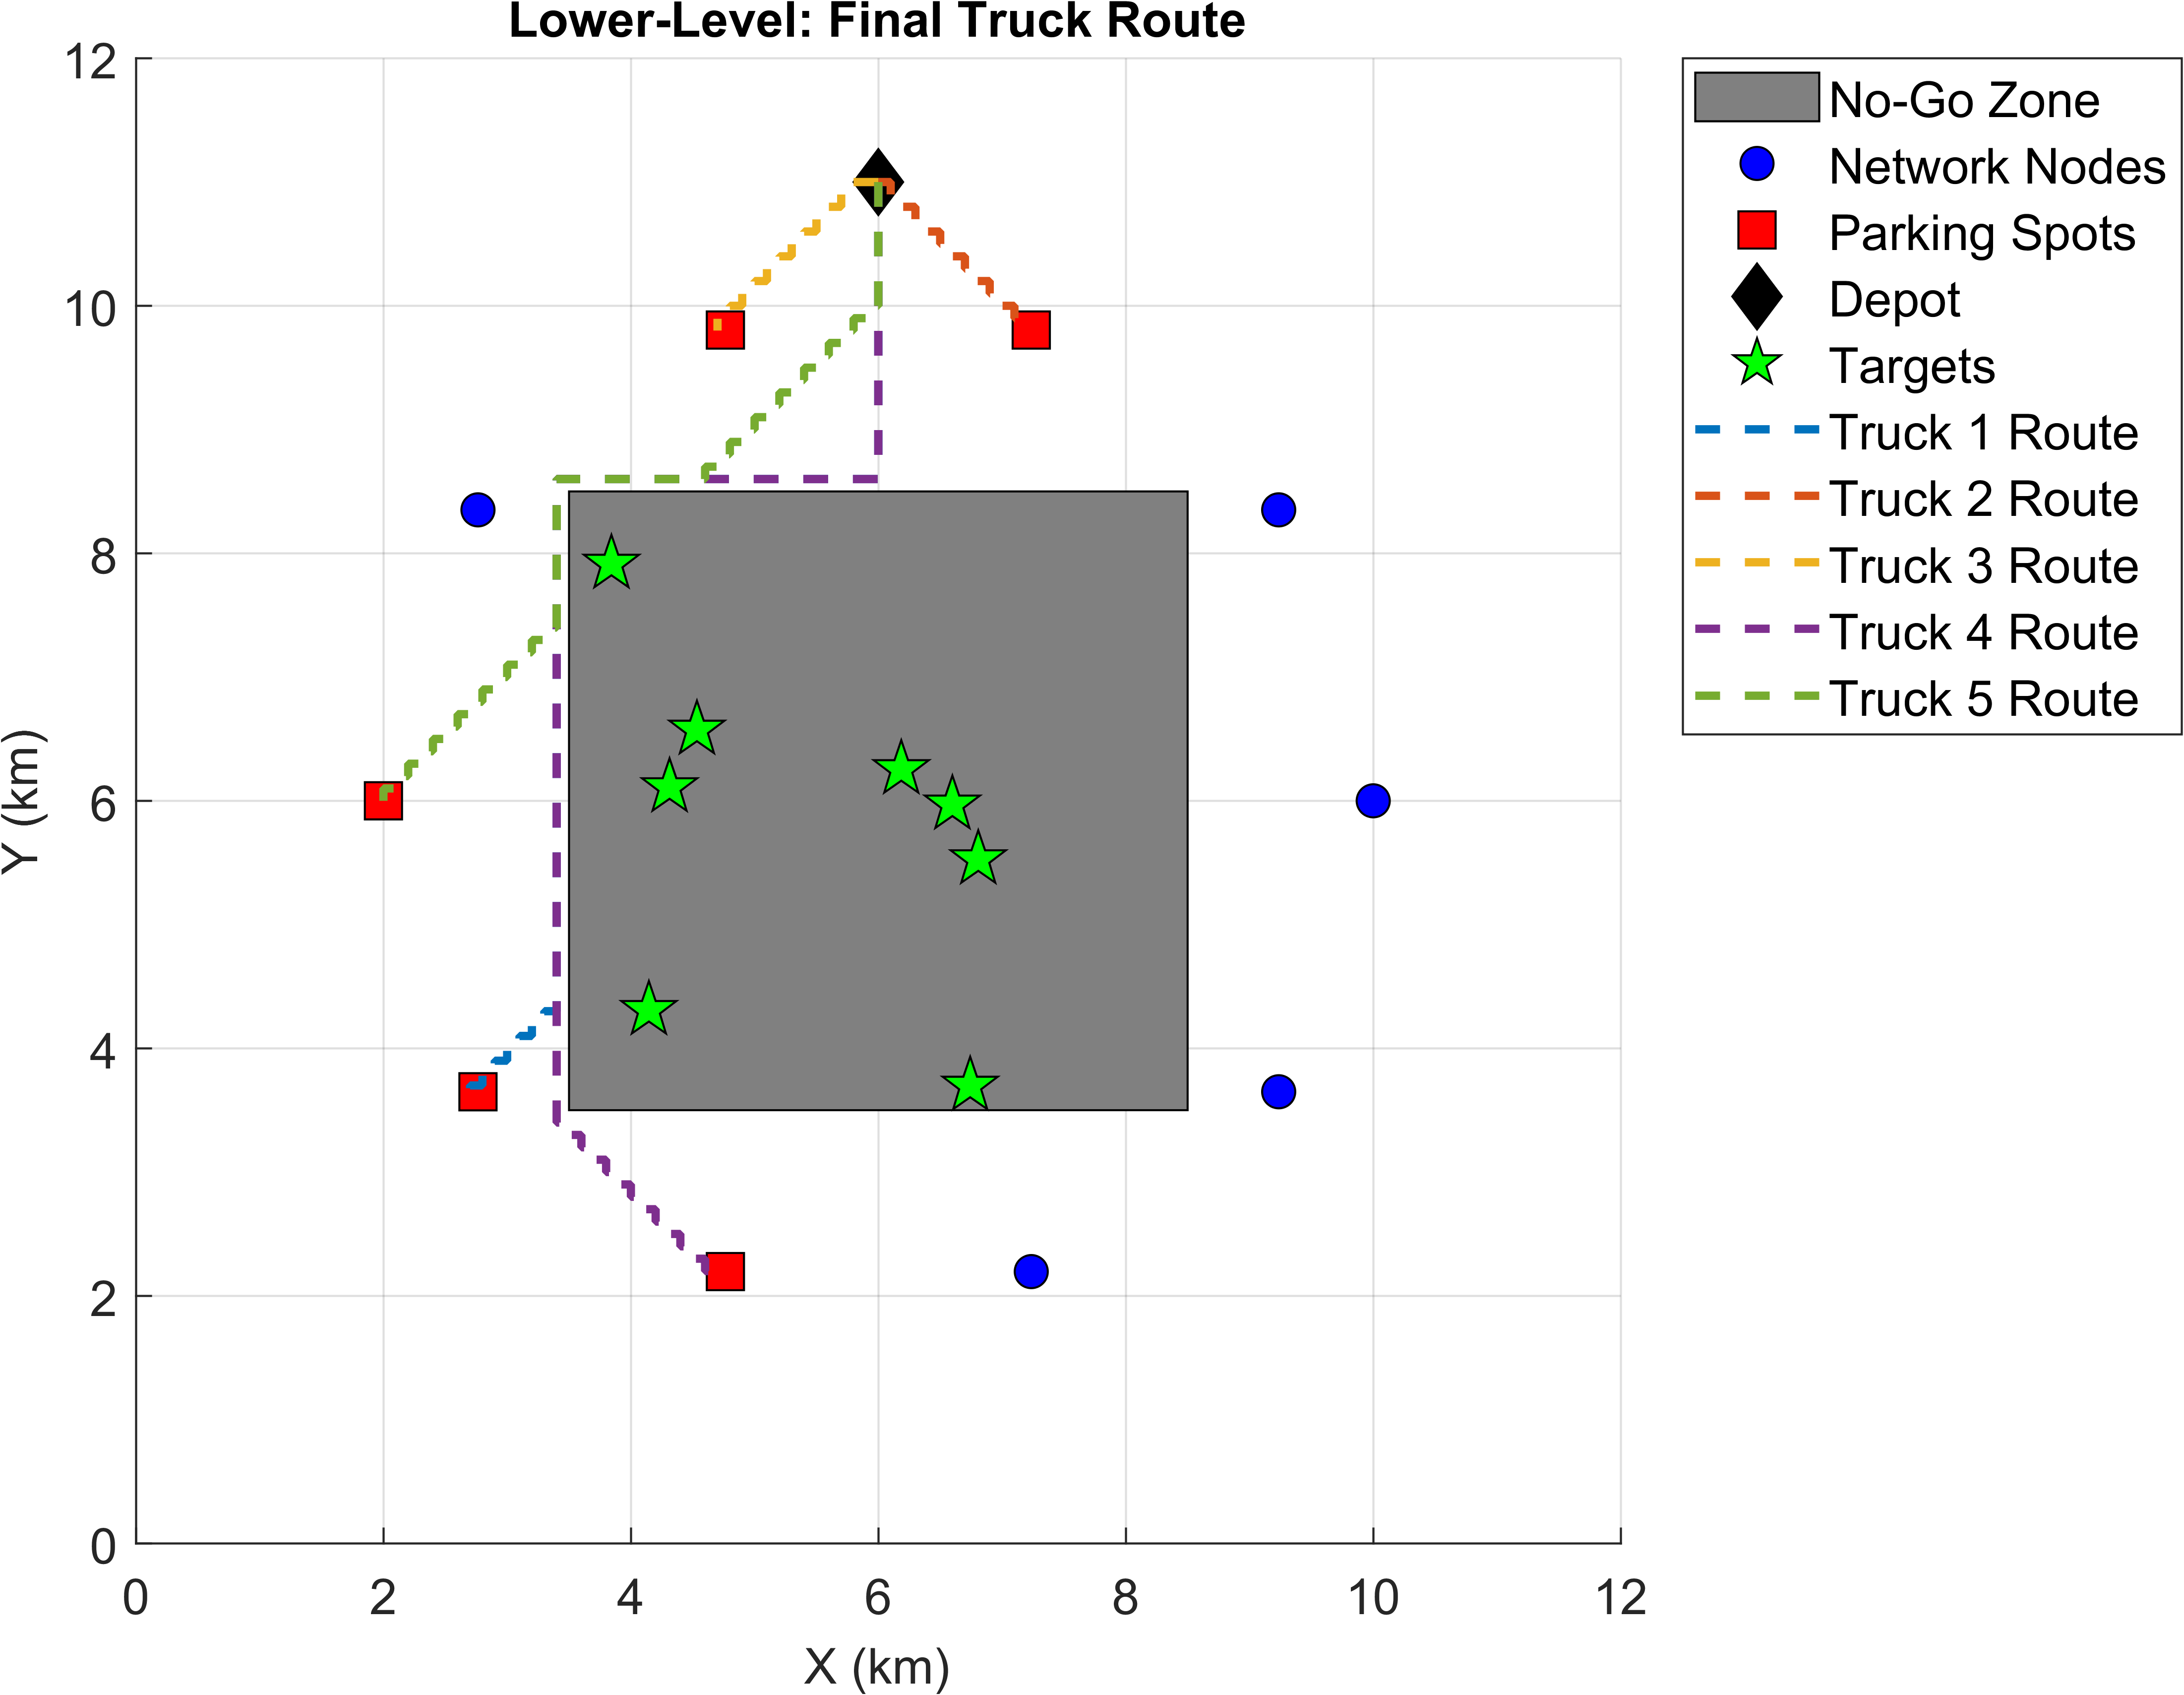 Lower-Level: Final Truck Route
12
10
8
6
4
2
0
0 2 4 6 8 10 12
X (km)
Y (km)
No-Go Zone
Network Nodes
Parking Spots
Depot
Targets
Truck 1 Route
Truck 2 Route
Truck 3 Route
Truck 4 Route
Truck 5 Route